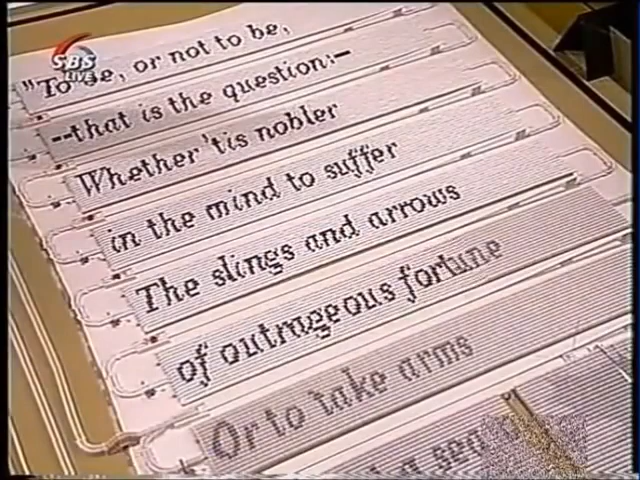 SBS
LIVE
"To be, or not to be,
--that is the question:—
Whether 'tis nobler
in the mind to suffer
The slings and arrows
of outrageous fortune
Or to take arms
a sea